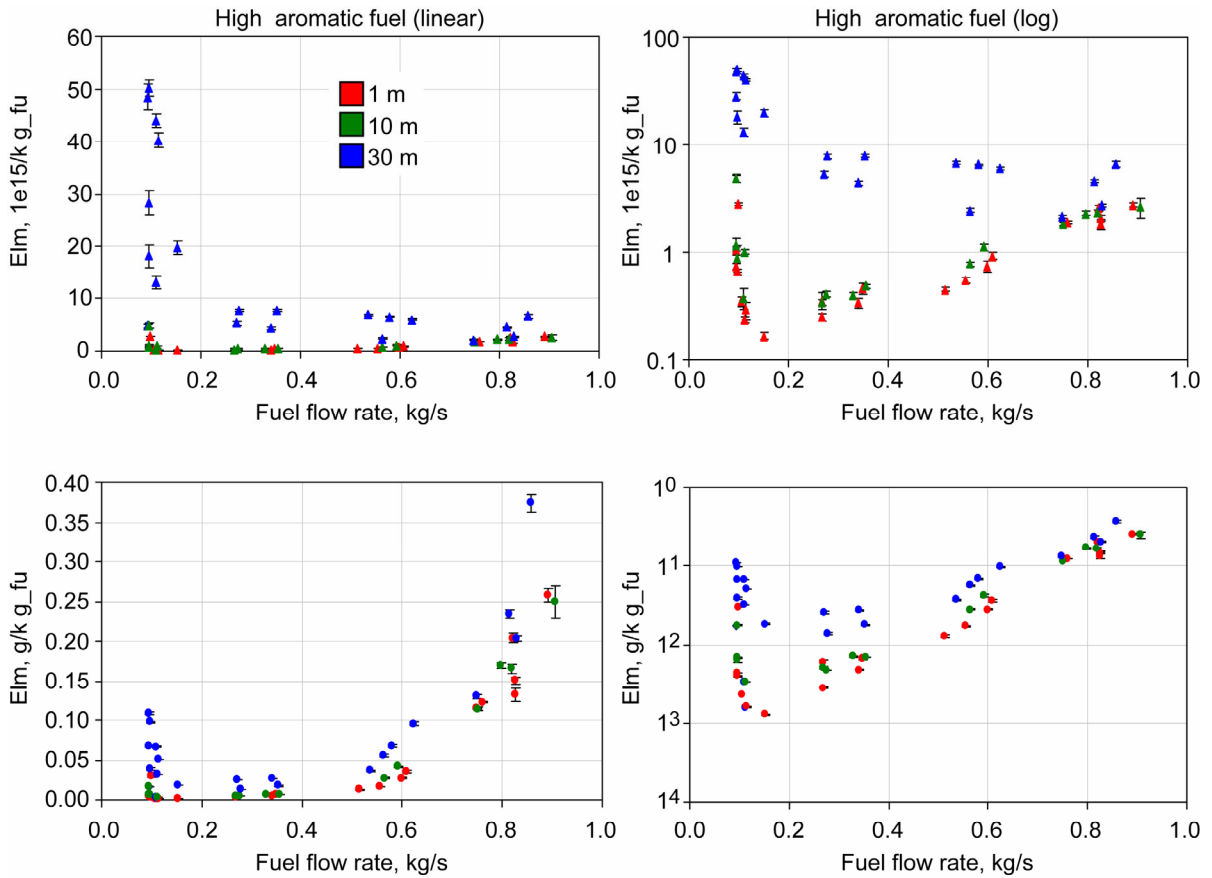 High aromatic fuel (linear)
60
50
40
30
20
10
0
EIm, 1e15/k g_fu
1 m
10 m
30 m
0.0 0.2 0.4 0.6 0.8 1.0
Fuel flow rate, kg/s
High aromatic fuel (log)
100
10
1
0.1
EIm, 1e15/k g_fu
0.0 0.2 0.4 0.6 0.8 1.0
Fuel flow rate, kg/s
0.40
0.35
0.30
0.25
0.20
0.15
0.10
0.05
0.00
EIm, g/k g_fu
0.0 0.2 0.4 0.6 0.8 1.0
Fuel flow rate, kg/s
10
11
12
13
14
EIm, g/k g_fu
0.0 0.2 0.4 0.6 0.8 1.0
Fuel flow rate, kg/s